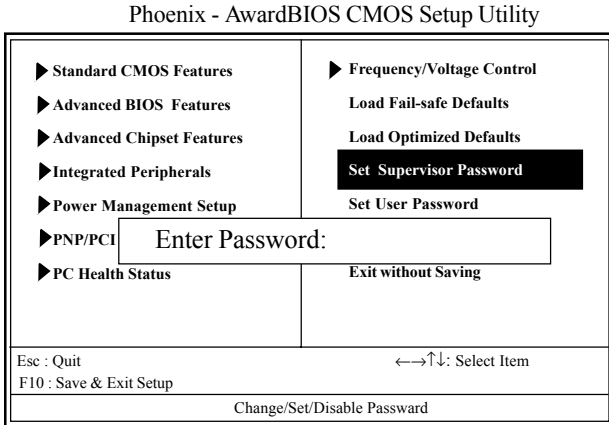 Phoenix - AwardBIOS CMOS Setup Utility
Standard CMOS Features
Advanced BIOS Features
Advanced Chipset Features
Integrated Peripherals
Power Management Setup
PNP/PCI
PC Health Status
Frequency/Voltage Control
Load Fail-safe Defaults
Load Optimized Defaults
Set Supervisor Password
Set User Password
Exit without Saving
Enter Password:
Esc : Quit
F10 : Save & Exit Setup
←→↑↓: Select Item
Change/Set/Disable Passward